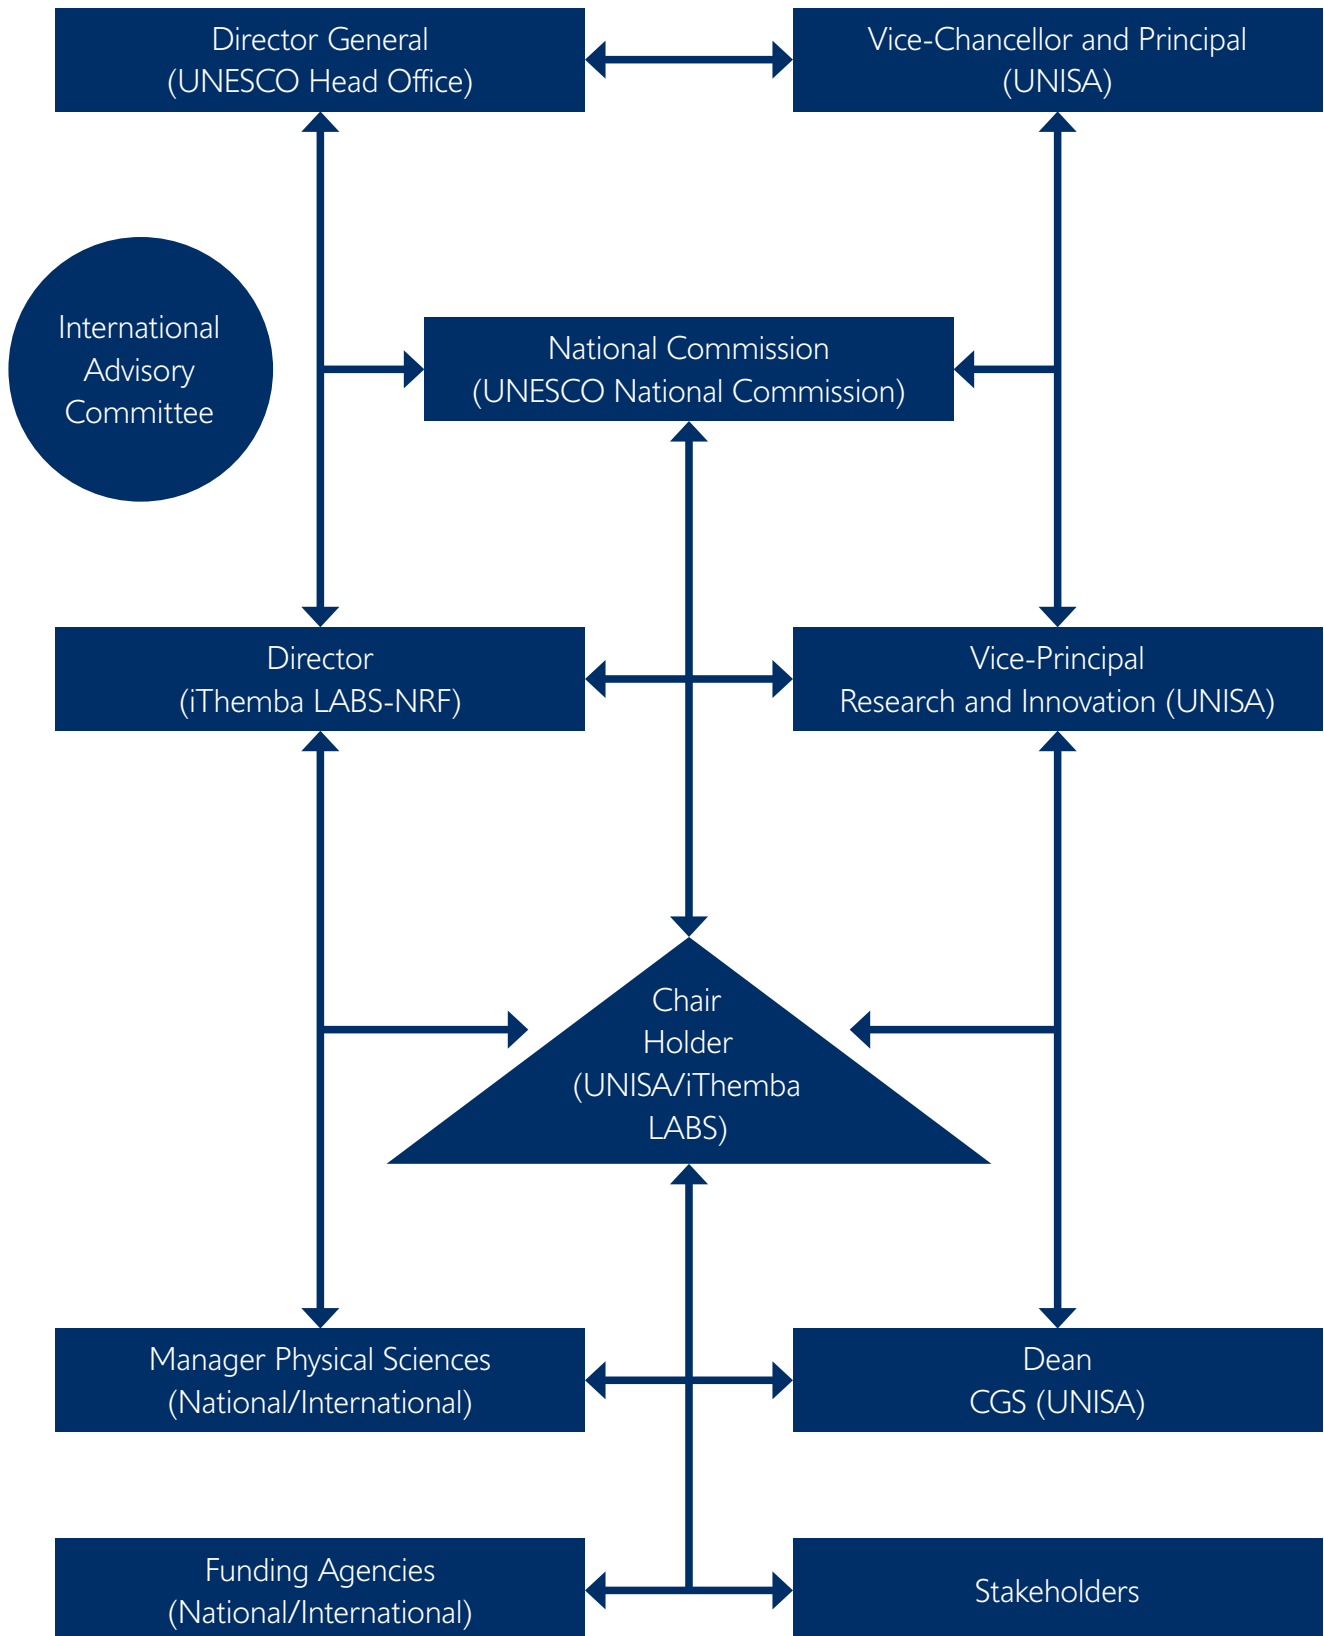 Director General
(UNESCO Head Office)
Vice-Chancellor and Principal
(UNISA)
International
Advisory
Committee
National Commission
(UNESCO National Commission)
Director
(iThemba LABS-NRF)
Vice-Principal
Research and Innovation (UNISA)
Chair
Holder
(UNISA/iThemba
LABS)
Manager Physical Sciences
(National/International)
Dean
CGS (UNISA)
Funding Agencies
(National/International)
Stakeholders